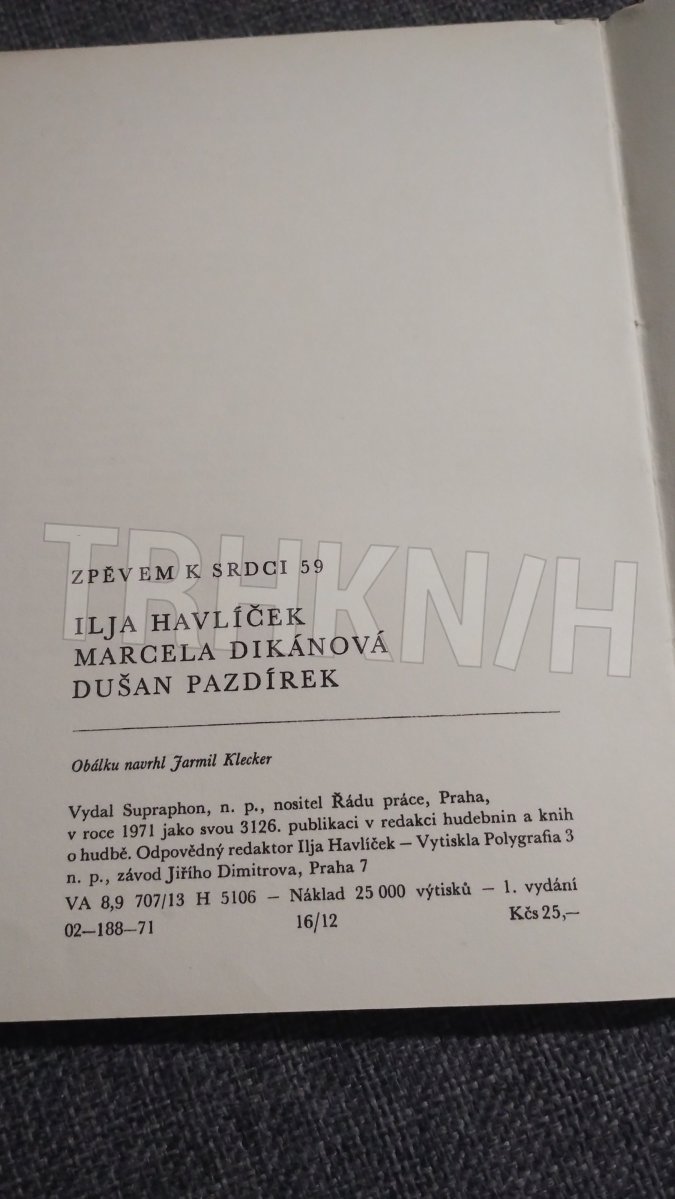 TRHKNIH
ZPĚVEM K SRDCI 59
ILJA HAVLÍČEK
MARCELA DIKÁNOVÁ
DUŠAN PAZDÍREK
Obálku navrhl Jarmil Klecker
Vydal Supraphon, n. p., nositel Řádu práce, Praha,
v roce 1971 jako svou 3126. publikaci v redakci hudebnin a knih
o hudbě. Odpovědný redaktor Ilja Havlíček – Vytiskla Polygrafia 3
n. p., závod Jiřího Dimitrova, Praha 7
VA 8,9 707/13 H 5106 – Náklad 25 000 výtisků – 1. vydání
02–188–71 16/12 Kčs 25,–